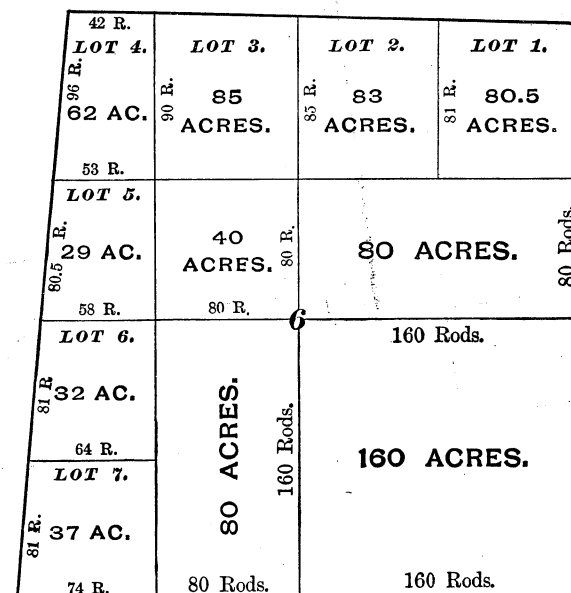 42 R.
LOT 4.
LOT 3.
LOT 2.
LOT 1.
96 R.
62 AC.
90 R.
85
ACRES.
85 R.
83
ACRES.
81 R.
80.5
ACRES.
53 R.
LOT 5.
80.5 R.
29 AC.
40
ACRES.
80 R.
80 ACRES.
80 Rods.
58 R.
80 R.
6
LOT 6.
160 Rods.
81 R
32 AC.
80 ACRES.
160 Rods.
160 ACRES.
64 R.
LOT 7.
81 R.
37 AC.
74 R.
80 Rods.
160 Rods.